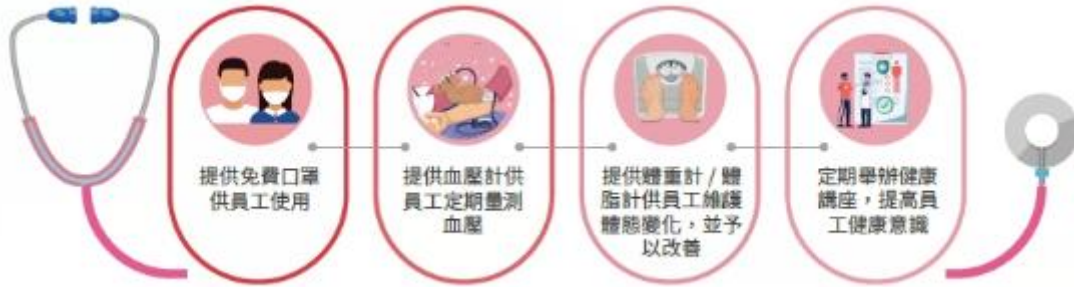 提供免費口罩
供員工使用
提供血壓計供
員工定期量測
血壓
提供體重計 / 體
脂計供員工維護
體態變化，並予
以改善
定期舉辦健康
講座，提高員
工健康意識